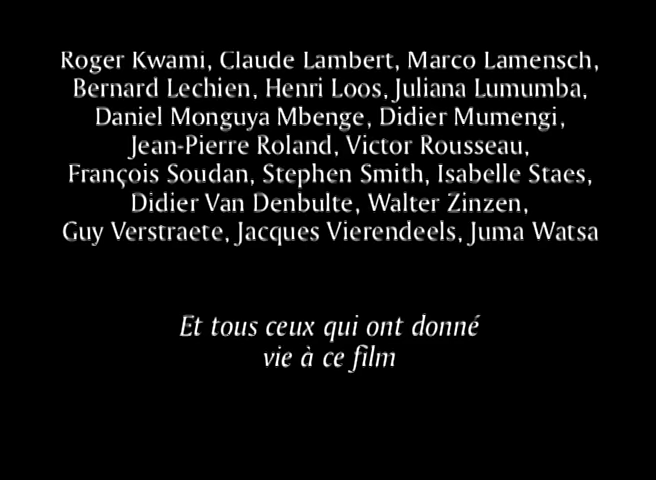 Roger Kwami, Claude Lambert, Marco Lamensch,
Bernard Lechien, Henri Loos, Juliana Lumumba,
Daniel Monguya Mbenge, Didier Mumengi,
Jean-Pierre Roland, Victor Rousseau,
François Soudan, Stephen Smith, Isabelle Staes,
Didier Van Denbulte, Walter Zinzen,
Guy Verstraete, Jacques Vierendeels, Juma Watsa
Et tous ceux qui ont donné
vie à ce film